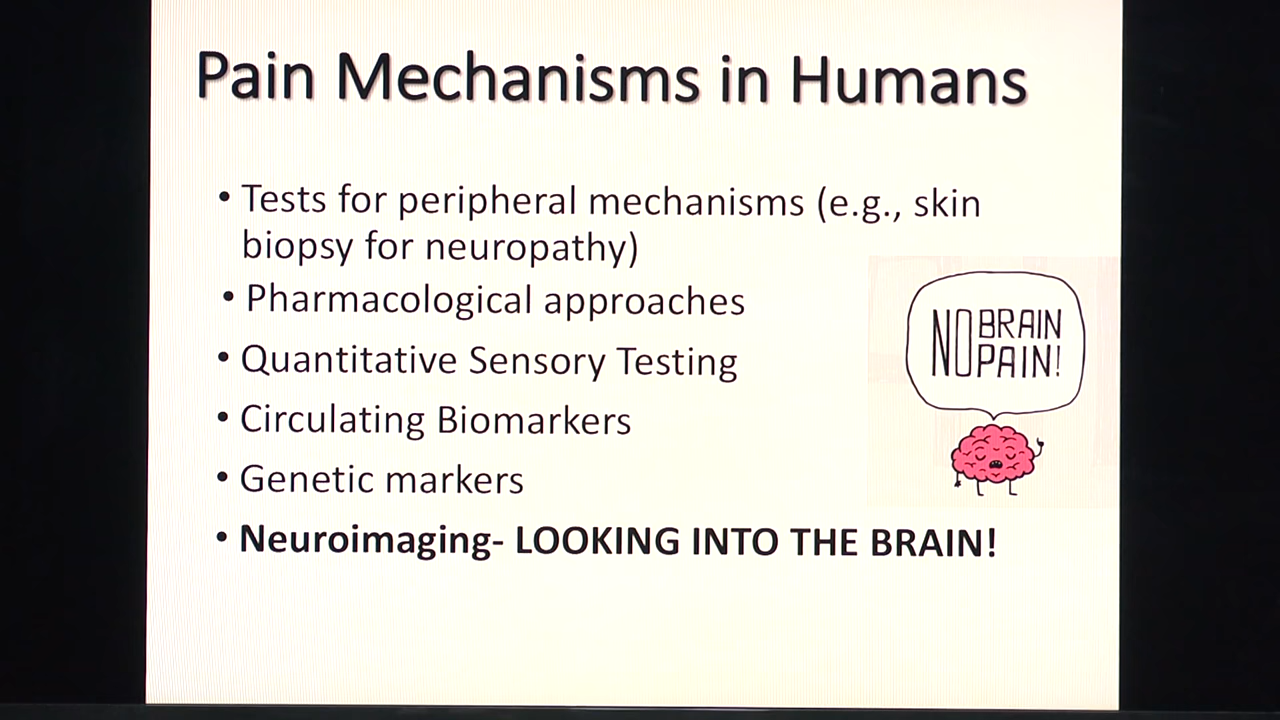 Pain Mechanisms in Humans
• Tests for peripheral mechanisms (e.g., skin
biopsy for neuropathy)
• Pharmacological approaches
• Quantitative Sensory Testing
• Circulating Biomarkers
• Genetic markers
• Neuroimaging- LOOKING INTO THE BRAIN!
NO BRAIN
PAIN!